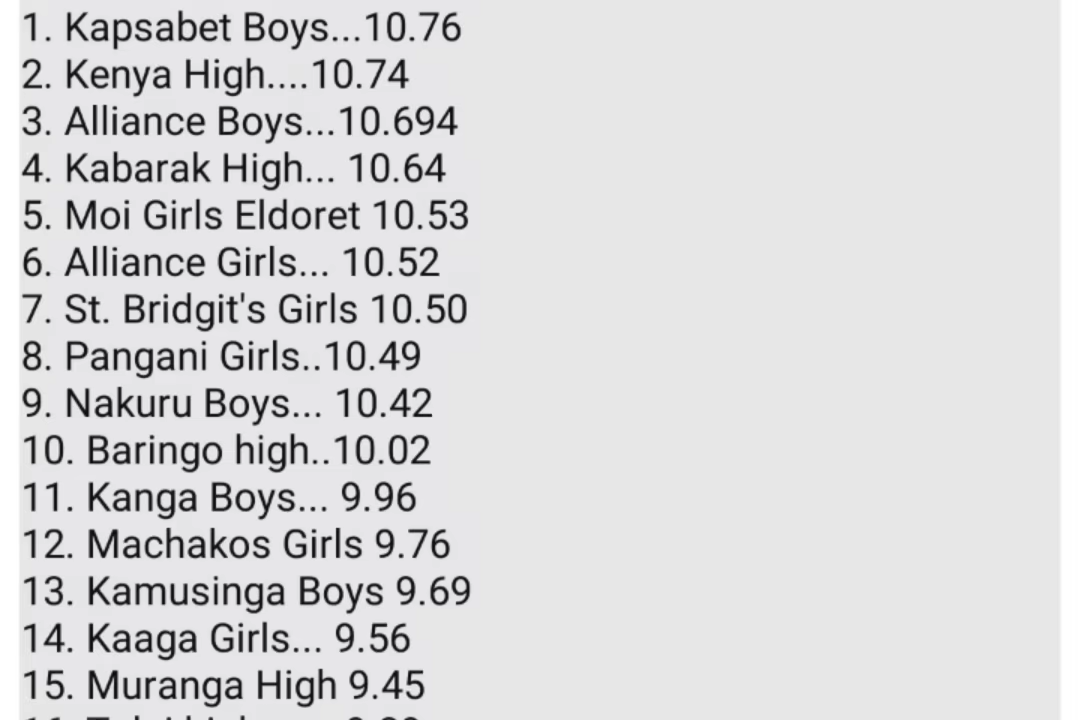 1. Kapsabet Boys...10.76
2. Kenya High....10.74
3. Alliance Boys...10.694
4. Kabarak High... 10.64
5. Moi Girls Eldoret 10.53
6. Alliance Girls... 10.52
7. St. Bridgit's Girls 10.50
8. Pangani Girls..10.49
9. Nakuru Boys... 10.42
10. Baringo high..10.02
11. Kanga Boys... 9.96
12. Machakos Girls 9.76
13. Kamusinga Boys 9.69
14. Kaaga Girls... 9.56
15. Muranga High 9.45